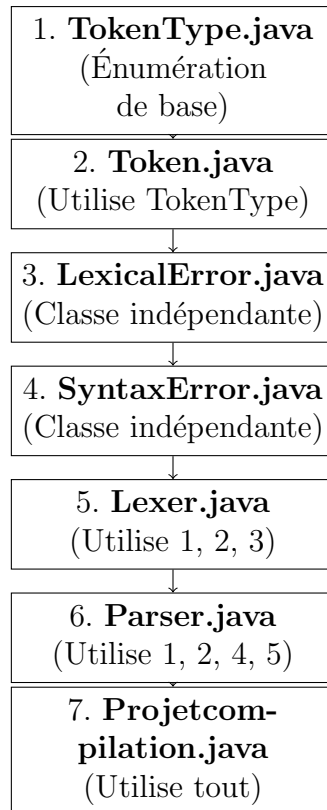 1. TokenType.java
(Énumération
de base)
2. Token.java
(Utilise TokenType)
3. LexicalError.java
(Classe indépendante)
4. SyntaxError.java
(Classe indépendante)
5. Lexer.java
(Utilise 1, 2, 3)
6. Parser.java
(Utilise 1, 2, 4, 5)
7. Projetcom-
pilation.java
(Utilise tout)